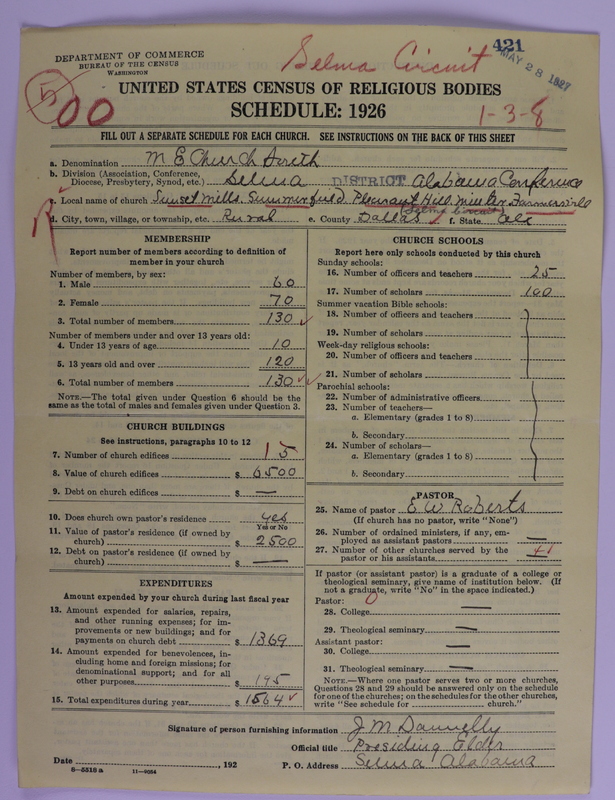 DEPARTMENT OF COMMERCE
BUREAU OF THE CENSUS
WASHINGTON
Selma Circuit
421
MAY 28 1927
5
00
UNITED STATES CENSUS OF RELIGIOUS BODIES
SCHEDULE: 1926
1-3-8
FILL OUT A SEPARATE SCHEDULE FOR EACH CHURCH. SEE INSTRUCTIONS ON THE BACK OF THIS SHEET
a. Denomination M E Church South
b. Division (Association, Conference, Diocese, Presbytery, Synod, etc.) Selma DISTRICT Alabama Conference
c. Local name of church Sunset mills Summerfield Pleasant Hill Farmersville
(Selma Circuit)
d. City, town, village, or township, etc. Rural e. County Dallas f. State Ala
MEMBERSHIP
Report number of members according to definition of
member in your church
Number of members, by sex:
1. Male 60
2. Female 70
3. Total number of members 130
Number of members under and over 13 years old:
4. Under 13 years of age 10
5. 13 years old and over 120
6. Total number of members 130
NOTE.—The total given under Question 6 should be
same as the total of males and females given under Question 3.
CHURCH BUILDINGS
See instructions, paragraphs 10 to 12
7. Number of church edifices 5
8. Value of church edifices $ 6500
9. Debt on church edifices $ —
10. Does church own pastor's residence yes
Yes or No
11. Value of pastor's residence (if owned by
church) $ 2500
12. Debt on pastor's residence (if owned by
church) $ —
EXPENDITURES
Amount expended by your church during last fiscal year
13. Amount expended for salaries, repairs,
and other running expenses; for im-
provements or new buildings; and for
payments on church debt $ 1369
14. Amount expended for benevolences, in-
cluding home and foreign missions; for
denominational support; and for all
other purposes $ 195
15. Total expenditures during year $ 1564
CHURCH SCHOOLS
Report here only schools conducted by this church
Sunday schools:
16. Number of officers and teachers 25
17. Number of scholars 100
Summer vacation Bible schools:
18. Number of officers and teachers
19. Number of scholars
Week-day religious schools:
20. Number of officers and teachers
21. Number of scholars
Parochial schools:
22. Number of administrative officers
23. Number of teachers—
a. Elementary (grades 1 to 8)
b. Secondary
24. Number of scholars—
a. Elementary (grades 1 to 8)
b. Secondary
PASTOR
25. Name of pastor E W Roberts
(If church has no pastor, write "None")
26. Number of ordained ministers, if any, em-
ployed as assistant pastors —
27. Number of other churches served by the
pastor or his assistants
If pastor (or assistant pastor) is a graduate of a college or
theological seminary, give name of institution below. (If
not a graduate, write "No" in the space indicated.)
Pastor: 0
28. College —
29. Theological seminary —
Assistant pastor:
30. College —
31. Theological seminary —
NOTE.—Where one pastor serves two or more churches,
Questions 28 and 29 should be answered only on the schedule
for one of the churches; on the schedules for the other churches,
write "See schedule for church."
Signature of person furnishing information J. M Dannelly
Official title Presiding Elder
Date , 192 P. O. Address Selma Alabama
8—5516 a 11—9054